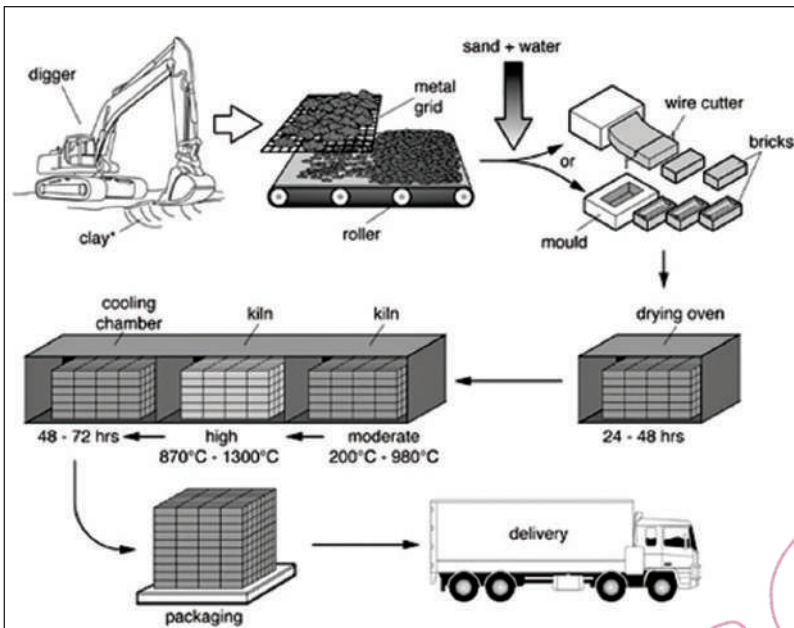 digger
clay*
metal
grid
roller
sand + water
or
wire cutter
bricks
mould
drying oven
24 - 48 hrs
kiln
moderate
200°C - 980°C
kiln
high
870°C - 1300°C
cooling
chamber
48 - 72 hrs
packaging
delivery